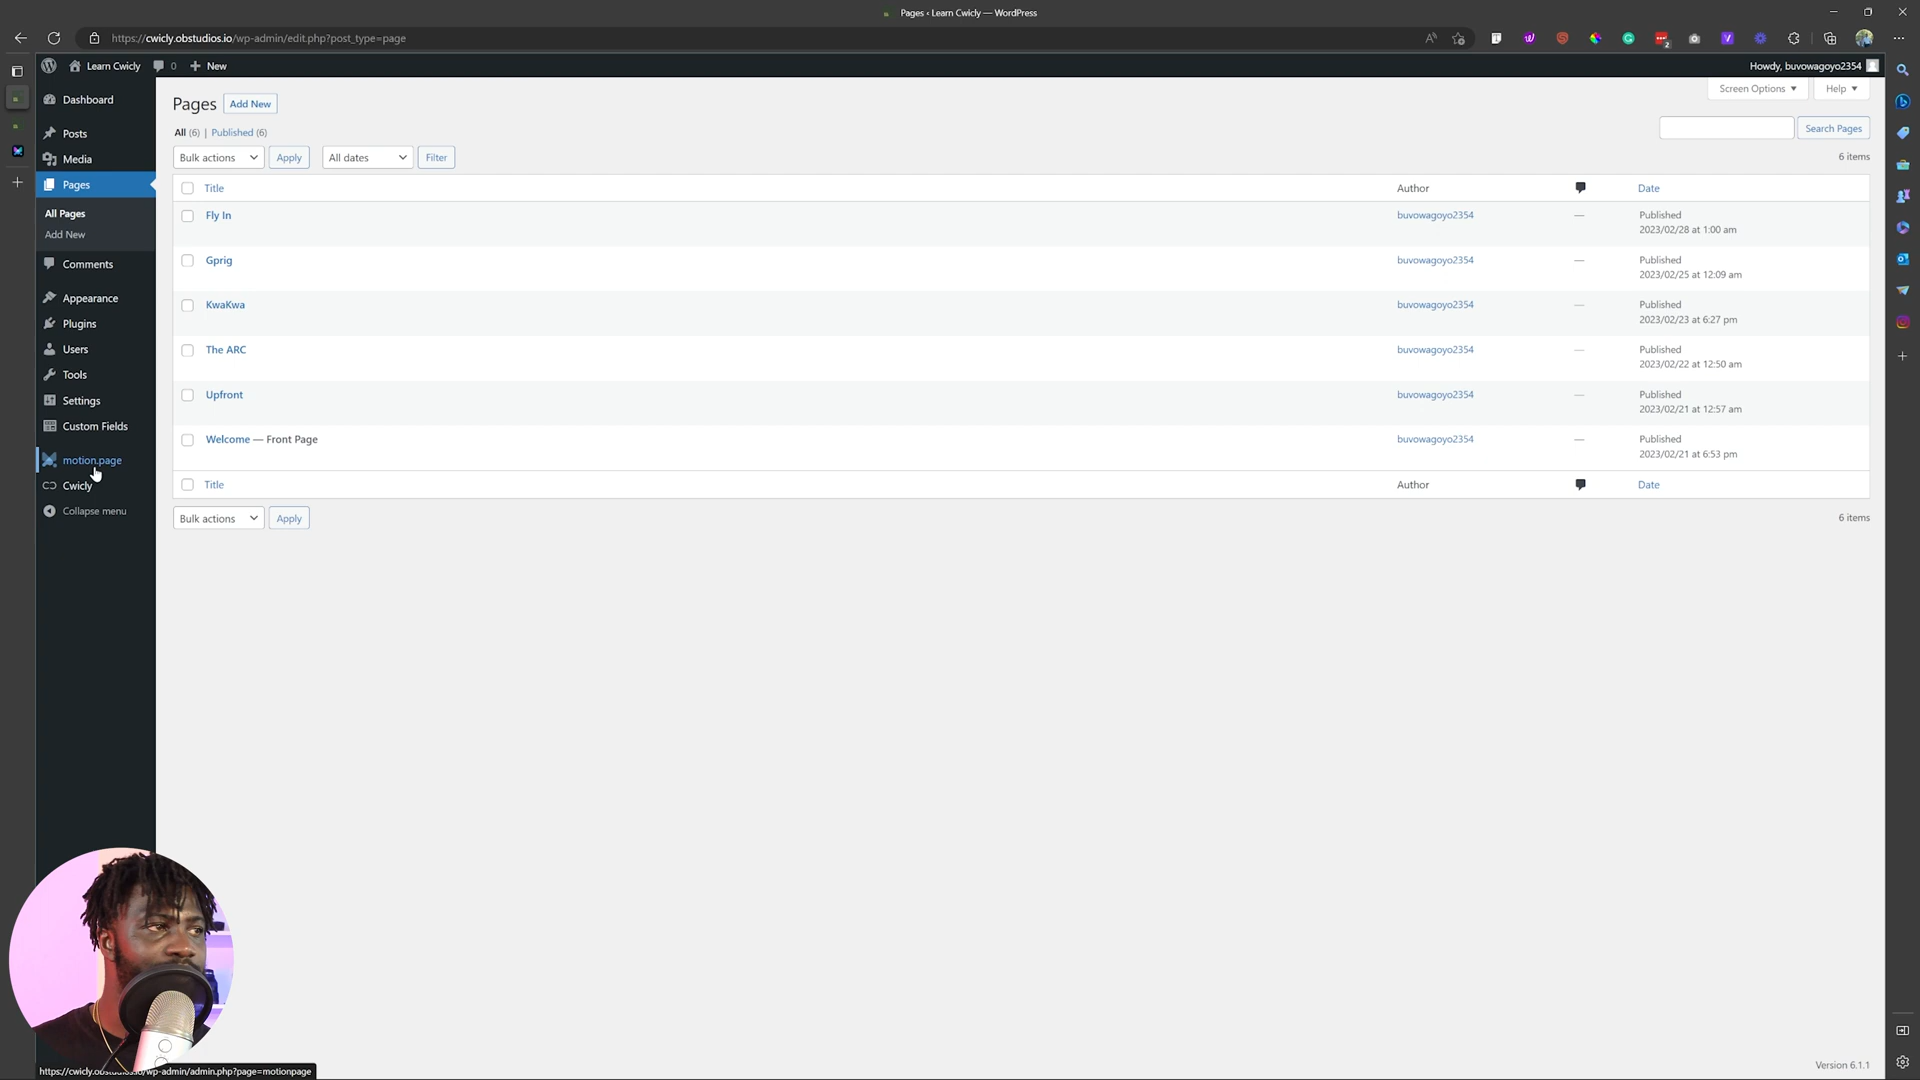 Pages ‹ Learn Cwicly — WordPress
https://cwicly.obstudios.io/wp-admin/edit.php?post_type=page
Learn Cwicly 0 + New
Howdy, buvowagoyo2354
Dashboard
Posts
Media
Pages
All Pages
Add New
Comments
Appearance
Plugins
Users
Tools
Settings
Custom Fields
motion.page
Cwicly
Collapse menu
Pages Add New
Screen Options ▼ Help ▼
All (6) | Published (6)
Search Pages
Bulk actions Apply All dates Filter
6 items
Title Author Date
Fly In buvowagoyo2354 — Published
2023/02/28 at 1:00 am
Gprig buvowagoyo2354 — Published
2023/02/25 at 12:09 am
KwaKwa buvowagoyo2354 — Published
2023/02/23 at 6:27 pm
The ARC buvowagoyo2354 — Published
2023/02/22 at 12:50 am
Upfront buvowagoyo2354 — Published
2023/02/21 at 12:57 am
Welcome — Front Page buvowagoyo2354 — Published
2023/02/21 at 6:53 pm
Title Author Date
Bulk actions Apply
6 items
Version 6.1.1